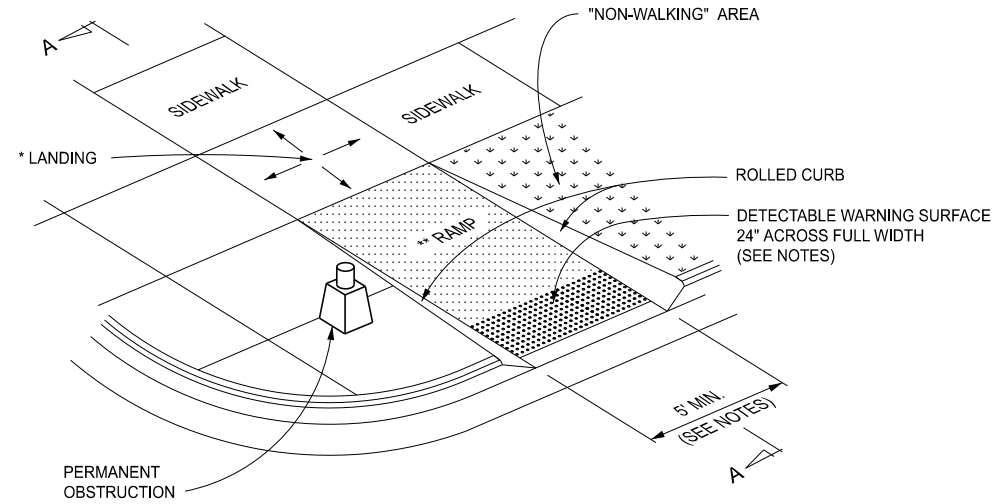 "NON-WALKING" AREA
A
SIDEWALK
SIDEWALK
* LANDING
ROLLED CURB
** RAMP
DETECTABLE WARNING SURFACE
24" ACROSS FULL WIDTH
(SEE NOTES)
5' MIN.
(SEE NOTES)
A
PERMANENT
OBSTRUCTION